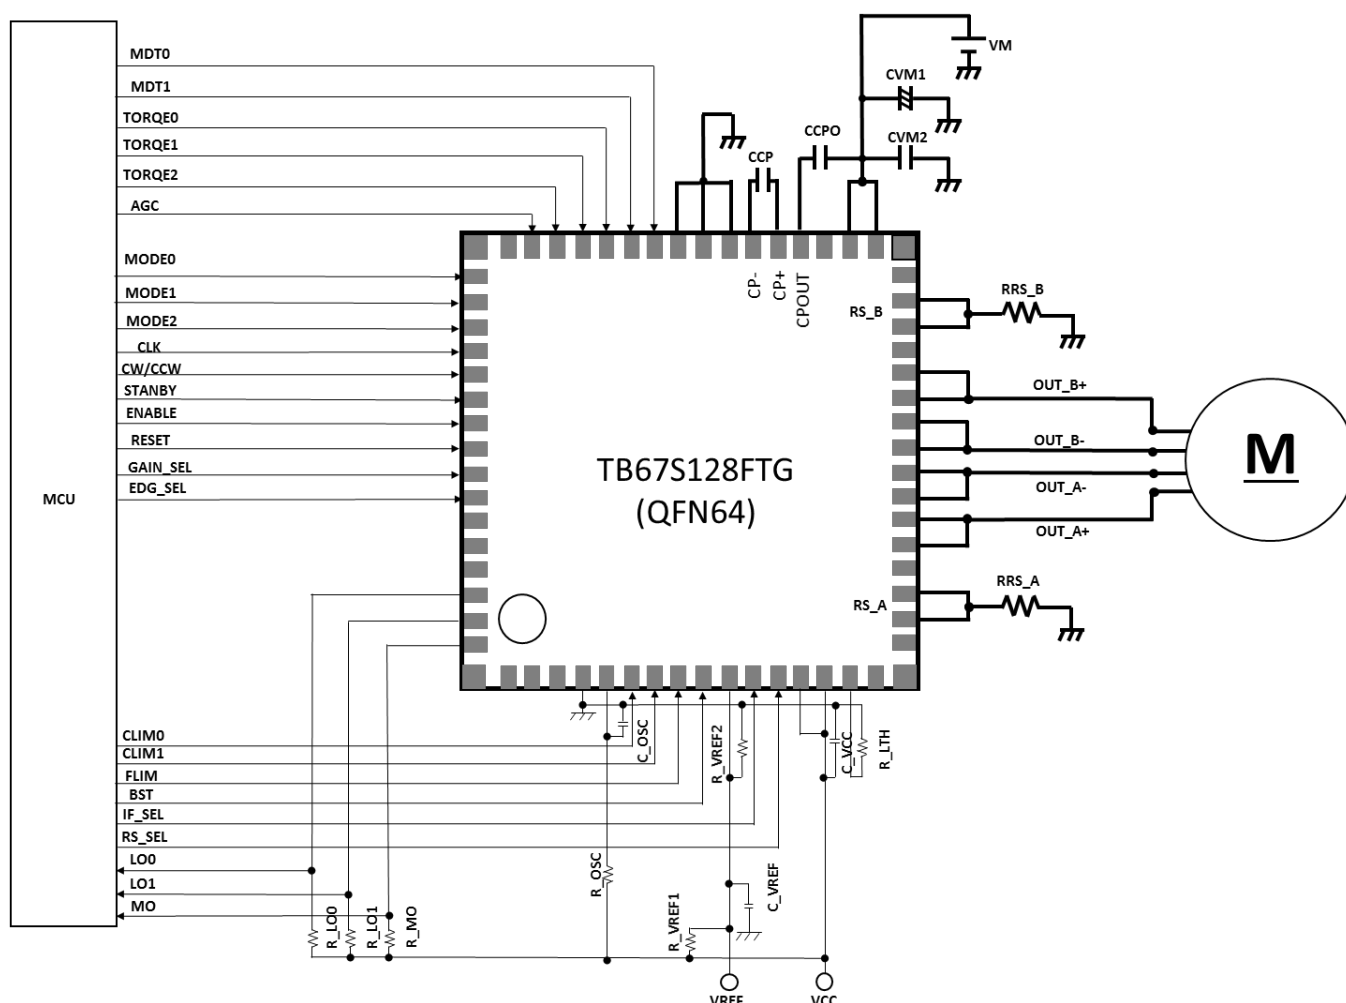 MDT0
MDT1
TORQE0
TORQE1
TORQE2
AGC
MODE0
MODE1
MODE2
CLK
CW/CCW
STANBY
ENABLE
RESET
GAIN_SEL
EDG_SEL
MCU
CLIM0
CLIM1
FLIM
BST
IF_SEL
RS_SEL
LO0
LO1
MO
VM
CVM1
CCPO
CVM2
CCP
CP-
CP+
CPOUT
RS_B
RRS_B
OUT_B+
OUT_B-
OUT_A-
OUT_A+
M
TB67S128FTG
(QFN64)
RS_A
RRS_A
C_OSC
R_VREF2
C_VCC
R_LTH
R_OSC
C_VREF
R_VREF1
R_LO0
R_LO1
R_MO
VREF
VCC